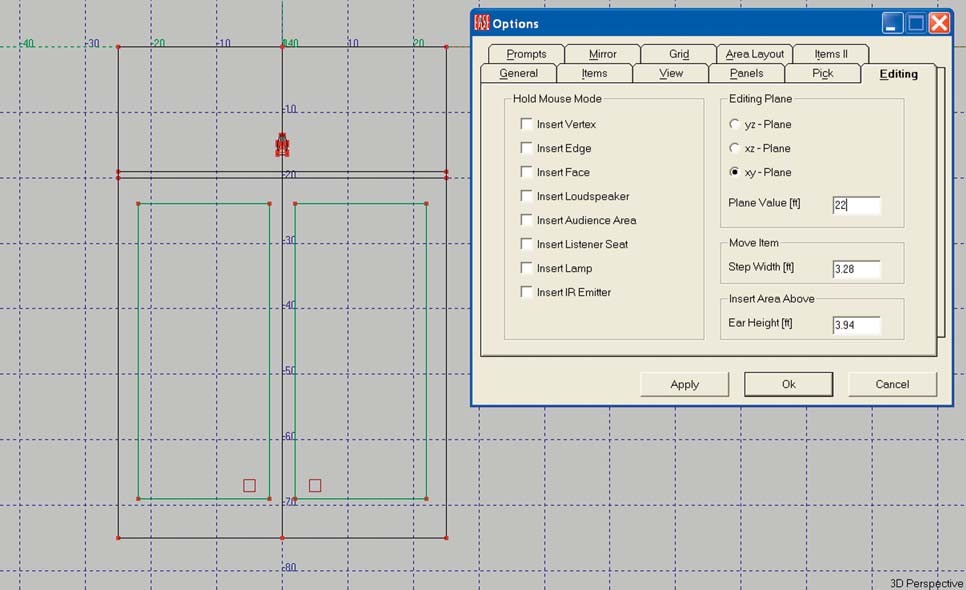 EASE Options
Prompts Mirror Grid Area Layout Items II
General Items View Panels Pick Editing
Hold Mouse Mode
Insert Vertex
Insert Edge
Insert Face
Insert Loudspeaker
Insert Audience Area
Insert Listener Seat
Insert Lamp
Insert IR Emitter
Editing Plane
yz - Plane
xz - Plane
xy - Plane
Plane Value [ft] 22
Move Item
Step Width [ft] 3.28
Insert Area Above
Ear Height [ft] 3.94
Apply Ok Cancel
-40 -30 -20 -10 10 20
-10
-20
-30
-40
-50
-60
-70
-80
3D Perspective